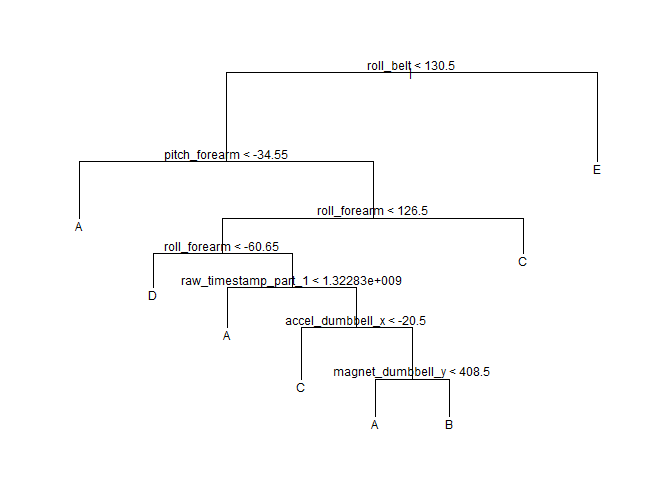 roll_belt < 130.5
pitch_forearm < -34.55
E
roll_forearm < 126.5
A
roll_forearm < -60.65
C
raw_timestamp_part_1 < 1.32283e+009
D
accel_dumbbell_x < -20.5
A
magnet_dumbbell_y < 408.5
C
A
B